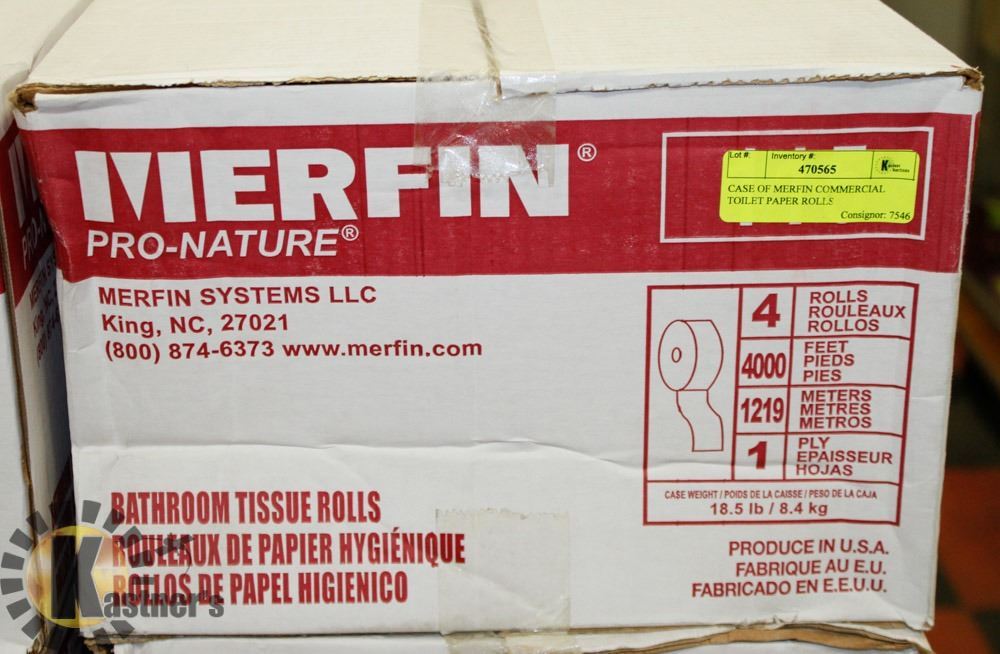 MERFIN®
PRO-NATURE®
Lot #: Inventory #:
470565
CASE OF MERFIN COMMERCIAL
TOILET PAPER ROLLS
Consignor: 7546
MERFIN SYSTEMS LLC
King, NC, 27021
(800) 874-6373 www.merfin.com
4 ROLLS
ROULEAUX
ROLLOS
4000 FEET
PIEDS
PIES
1219 METERS
METRES
METROS
1 PLY
EPAISSEUR
HOJAS
CASE WEIGHT / POIDS DE LA CAISSE / PESO DE LA CAJA
18.5 lb / 8.4 kg
BATHROOM TISSUE ROLLS
ROULEAUX DE PAPIER HYGIÉNIQUE
ROLLOS DE PAPEL HIGIENICO
PRODUCE IN U.S.A.
FABRIQUE AU E.U.
FABRICADO EN E.E.U.U.
Kastner's